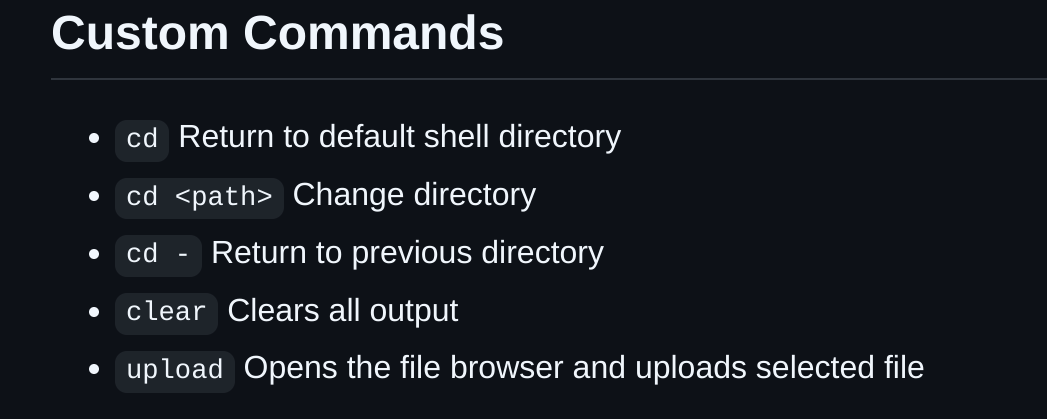 Custom Commands
cd Return to default shell directory
cd <path> Change directory
cd - Return to previous directory
clear Clears all output
upload Opens the file browser and uploads selected file